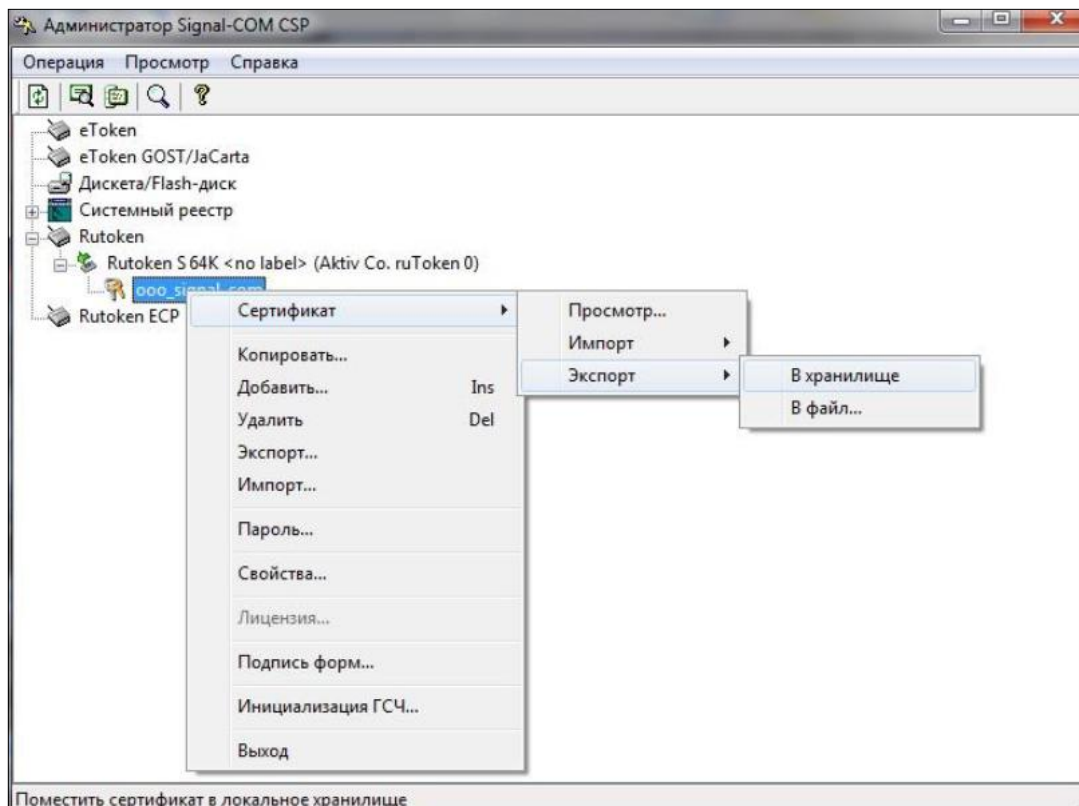 Администратор Signal-COM CSP
Операция Просмотр Справка
eToken
eToken GOST/JaCarta
Дискета/Flash-диск
Системный реестр
Rutoken
Rutoken S 64K <no label> (Aktiv Co. ruToken 0)
ooo_signal-com
Rutoken ECP
Сертификат
Копировать...
Добавить... Ins
Удалить Del
Экспорт...
Импорт...
Пароль...
Свойства...
Лицензия...
Подпись форм...
Инициализация ГСЧ...
Выход
Просмотр...
Импорт
Экспорт
В хранилище
В файл...
Поместить сертификат в локальное хранилище